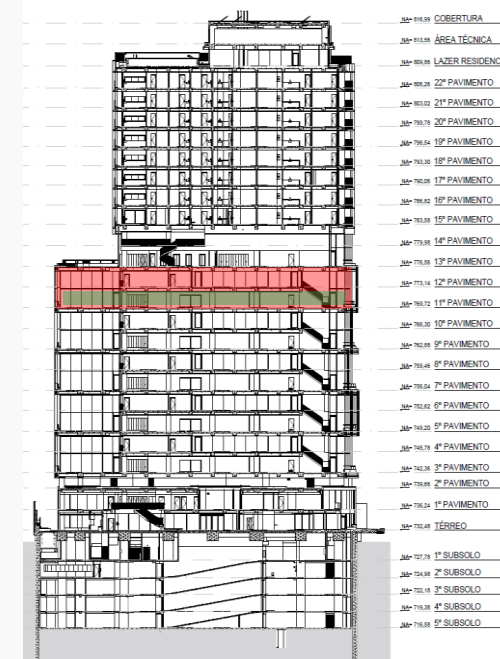 NA= 816,99 COBERTURA
NA= 813,56 ÁREA TÉCNICA
NA= 809,86 LAZER RESIDENC
NA= 806,26 22º PAVIMENTO
NA= 803,02 21º PAVIMENTO
NA= 799,78 20º PAVIMENTO
NA= 796,54 19º PAVIMENTO
NA= 793,30 18º PAVIMENTO
NA= 790,06 17º PAVIMENTO
NA= 786,82 16º PAVIMENTO
NA= 783,58 15º PAVIMENTO
NA= 779,98 14º PAVIMENTO
NA= 776,56 13º PAVIMENTO
NA= 773,14 12º PAVIMENTO
NA= 769,72 11º PAVIMENTO
NA= 766,30 10º PAVIMENTO
NA= 762,88 9º PAVIMENTO
NA= 759,46 8º PAVIMENTO
NA= 756,04 7º PAVIMENTO
NA= 752,62 6º PAVIMENTO
NA= 749,20 5º PAVIMENTO
NA= 745,78 4º PAVIMENTO
NA= 742,36 3º PAVIMENTO
NA= 739,66 2º PAVIMENTO
NA= 736,24 1º PAVIMENTO
NA= 732,48 TÉRREO
NA= 727,78 1º SUBSOLO
NA= 724,98 2º SUBSOLO
NA= 722,18 3º SUBSOLO
NA= 719,38 4º SUBSOLO
NA= 716,58 5º SUBSOLO